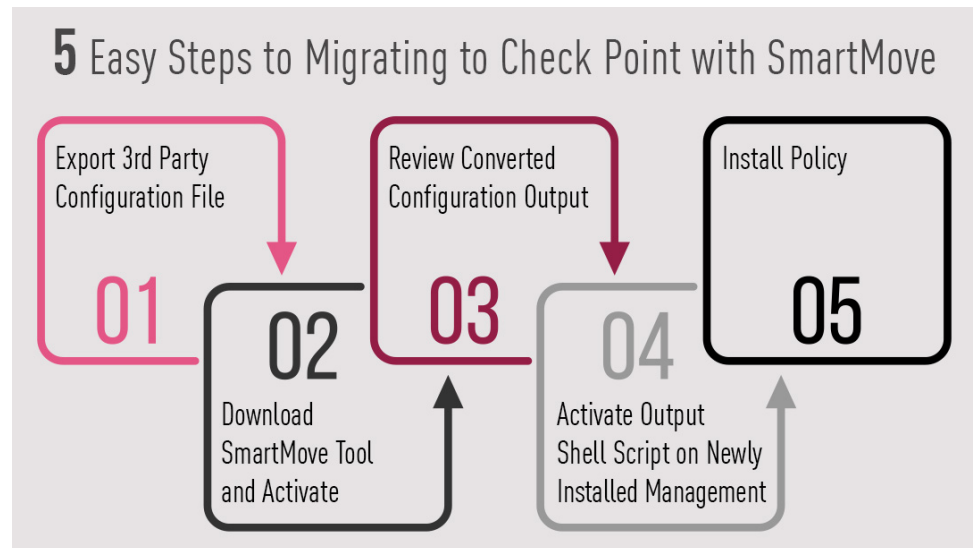 5 Easy Steps to Migrating to Check Point with SmartMove
Export 3rd Party
Configuration File
01
02
Download
SmartMove Tool
and Activate
Review Converted
Configuration Output
03
04
Activate Output
Shell Script on Newly
Installed Management
Install Policy
05